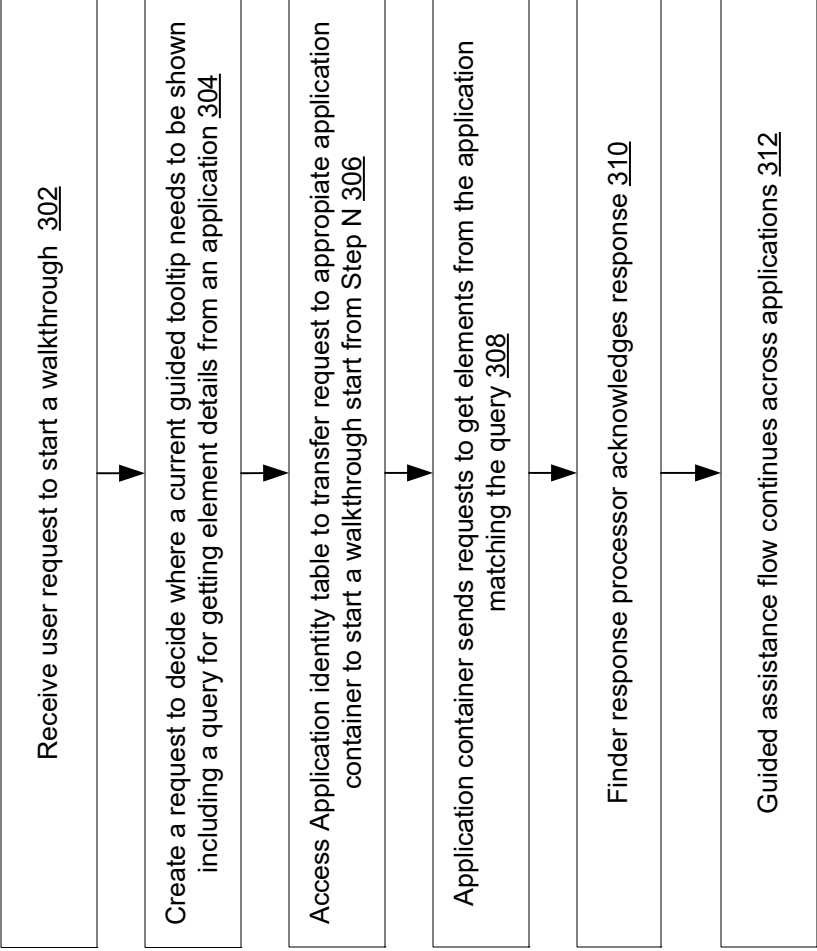 Receive user request to start a walkthrough 302
Create a request to decide where a current guided tooltip needs to be shown
including a query for getting element details from an application 304
Access Application identity table to transfer request to appropiate application
container to start a walkthrough start from Step N 306
Application container sends requests to get elements from the application
matching the query 308
Finder response processor acknowledges response 310
Guided assistance flow continues across applications 312